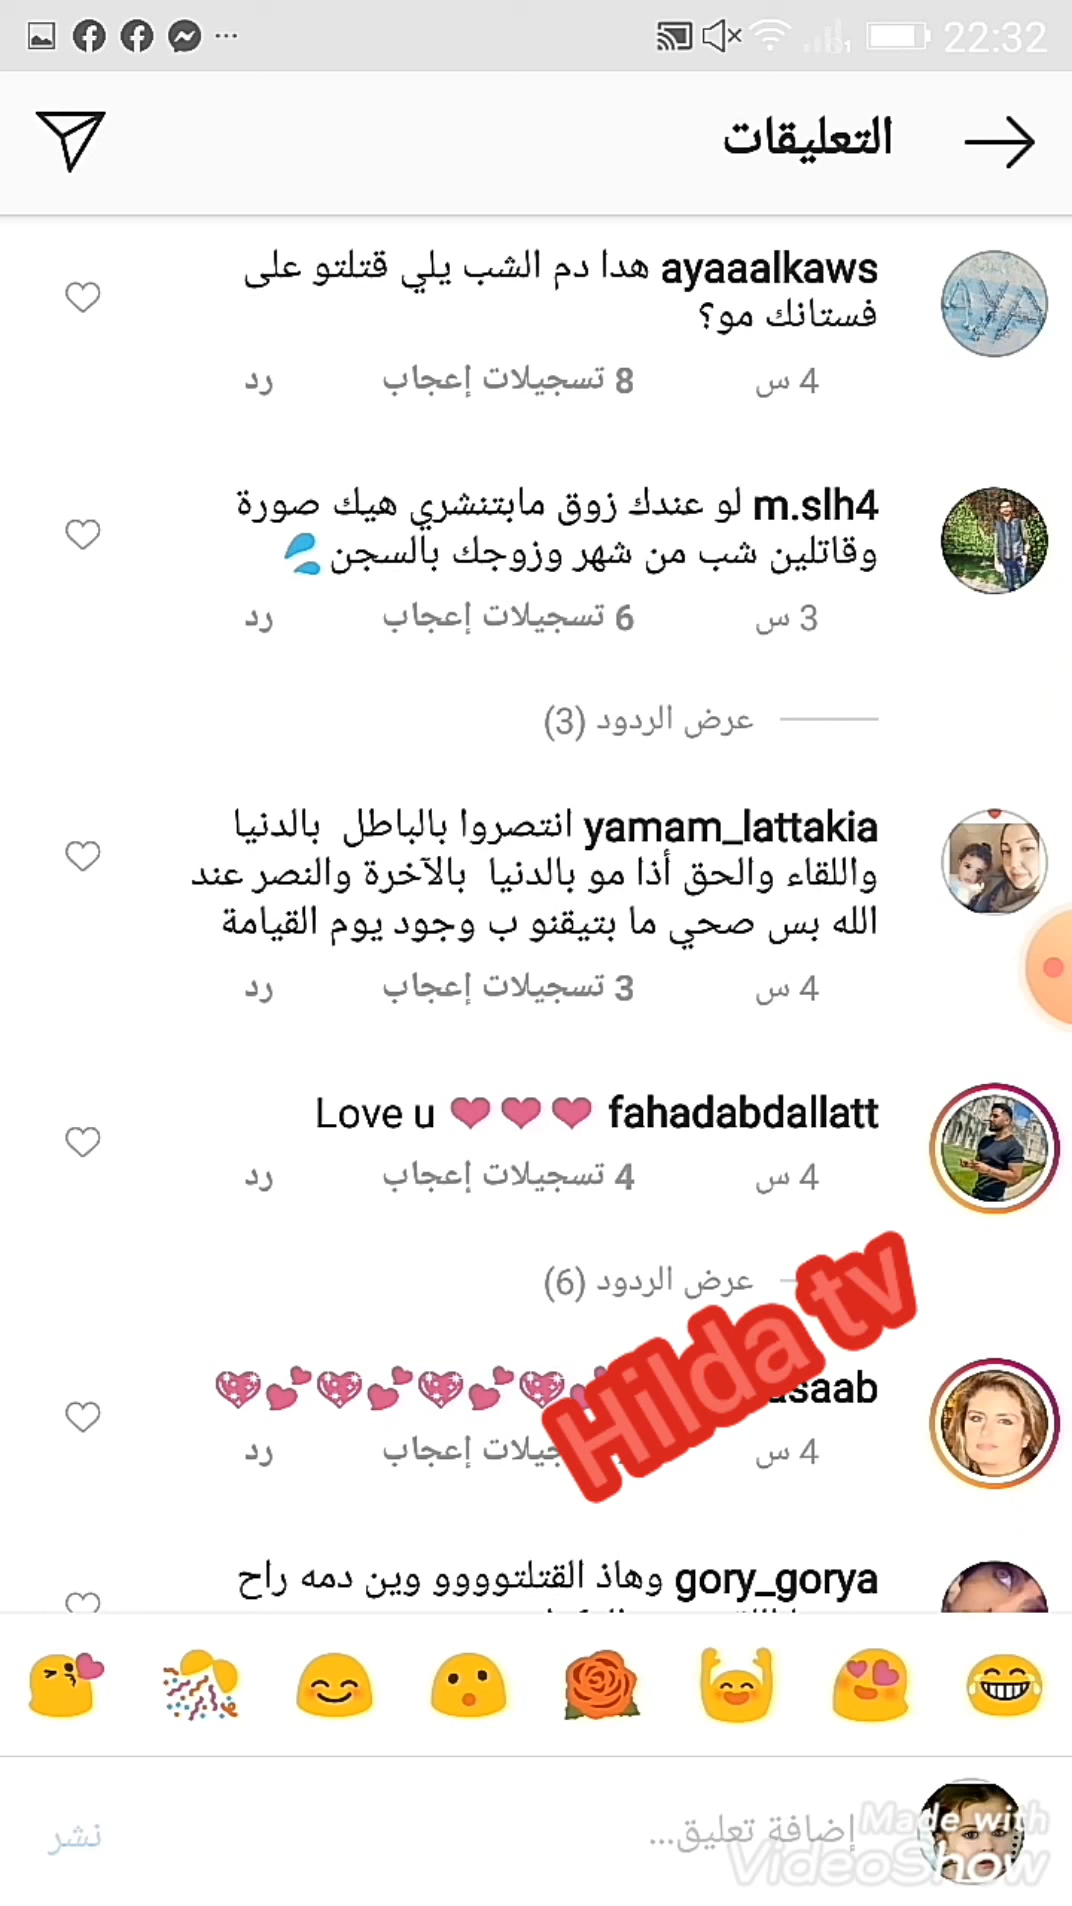 22:32
التعليقات
ayaaalkaws هدا دم الشب يلي قتلتو على
فستانك مو؟
4 س 8 تسجيلات إعجاب رد
m.slh4 لو عندك زوق مابتنشري هيك صورة
وقاتلين شب من شهر وزوجك بالسجن💦
3 س 6 تسجيلات إعجاب رد
عرض الردود (3)
yamam_lattakia انتصروا بالباطل بالدنيا
واللقاء والحق أذا مو بالدنيا بالآخرة والنصر عند
الله بس صحي ما بتيقنو ب وجود يوم القيامة
4 س 3 تسجيلات إعجاب رد
fahadabdallatt ❤❤❤ Love u
4 س 4 تسجيلات إعجاب رد
عرض الردود (6)
Hilda tv
saab 💖💕💖💕💖💕💖
4 س إعجاب رد
gory_gorya وهاذ القتلتوووو وين دمه راح
إضافة تعليق...
نشر
Made with
VideoShow